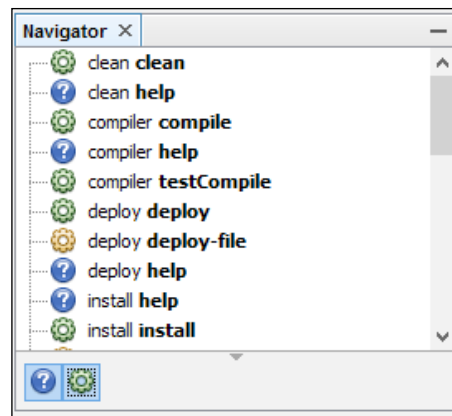 Navigator
clean clean
clean help
compiler compile
compiler help
compiler testCompile
deploy deploy
deploy deploy-file
deploy help
install help
install install